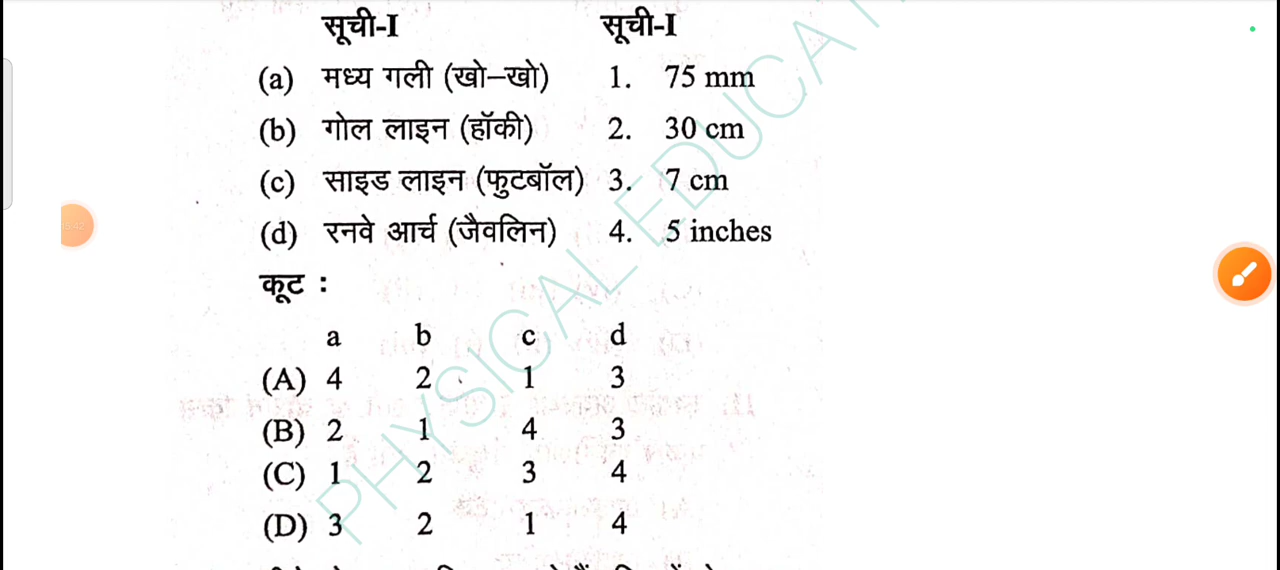 सूची-I सूची-I
(a) मध्य गली (खो–खो) 1. 75 mm
(b) गोल लाइन (हॉकी) 2. 30 cm
(c) साइड लाइन (फुटबॉल) 3. 7 cm
(d) रनवे आर्च (जैवलिन) 4. 5 inches
कूट :
a b c d
(A) 4 2 1 3
(B) 2 1 4 3
(C) 1 2 3 4
(D) 3 2 1 4
PHYSICAL EDUCAT